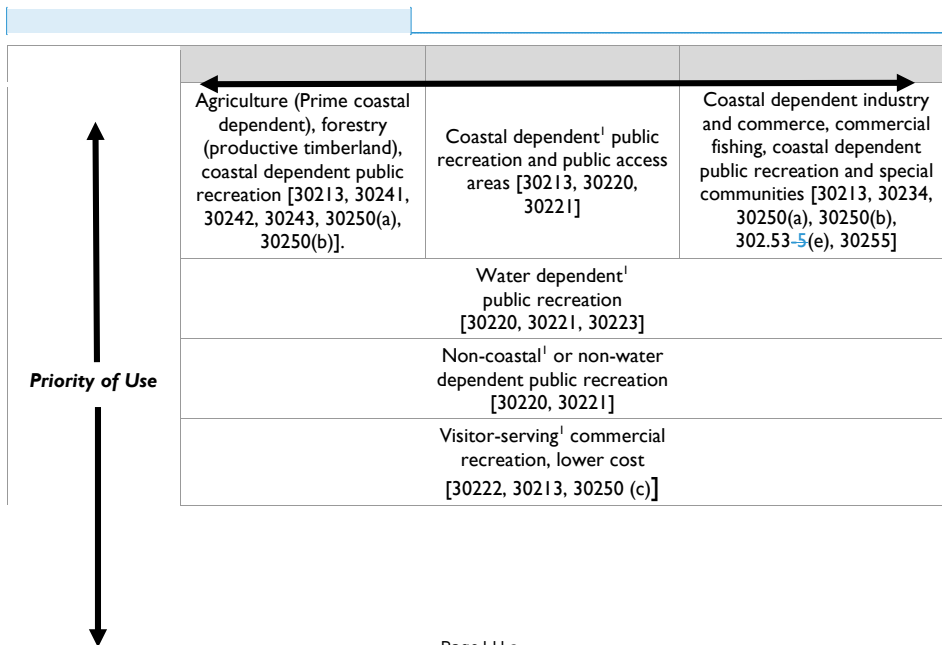 Agriculture (Prime coastal
dependent), forestry
(productive timberland),
coastal dependent public
recreation [30213, 30241,
30242, 30243, 30250(a),
30250(b)].
Coastal dependent¹ public
recreation and public access
areas [30213, 30220,
30221]
Coastal dependent industry
and commerce, commercial
fishing, coastal dependent
public recreation and special
communities [30213, 30234,
30250(a), 30250(b),
302.53-5(e), 30255]
Water dependent¹
public recreation
[30220, 30221, 30223]
Priority of Use
Non-coastal¹ or non-water
dependent public recreation
[30220, 30221]
Visitor-serving¹ commercial
recreation, lower cost
[30222, 30213, 30250 (c)]